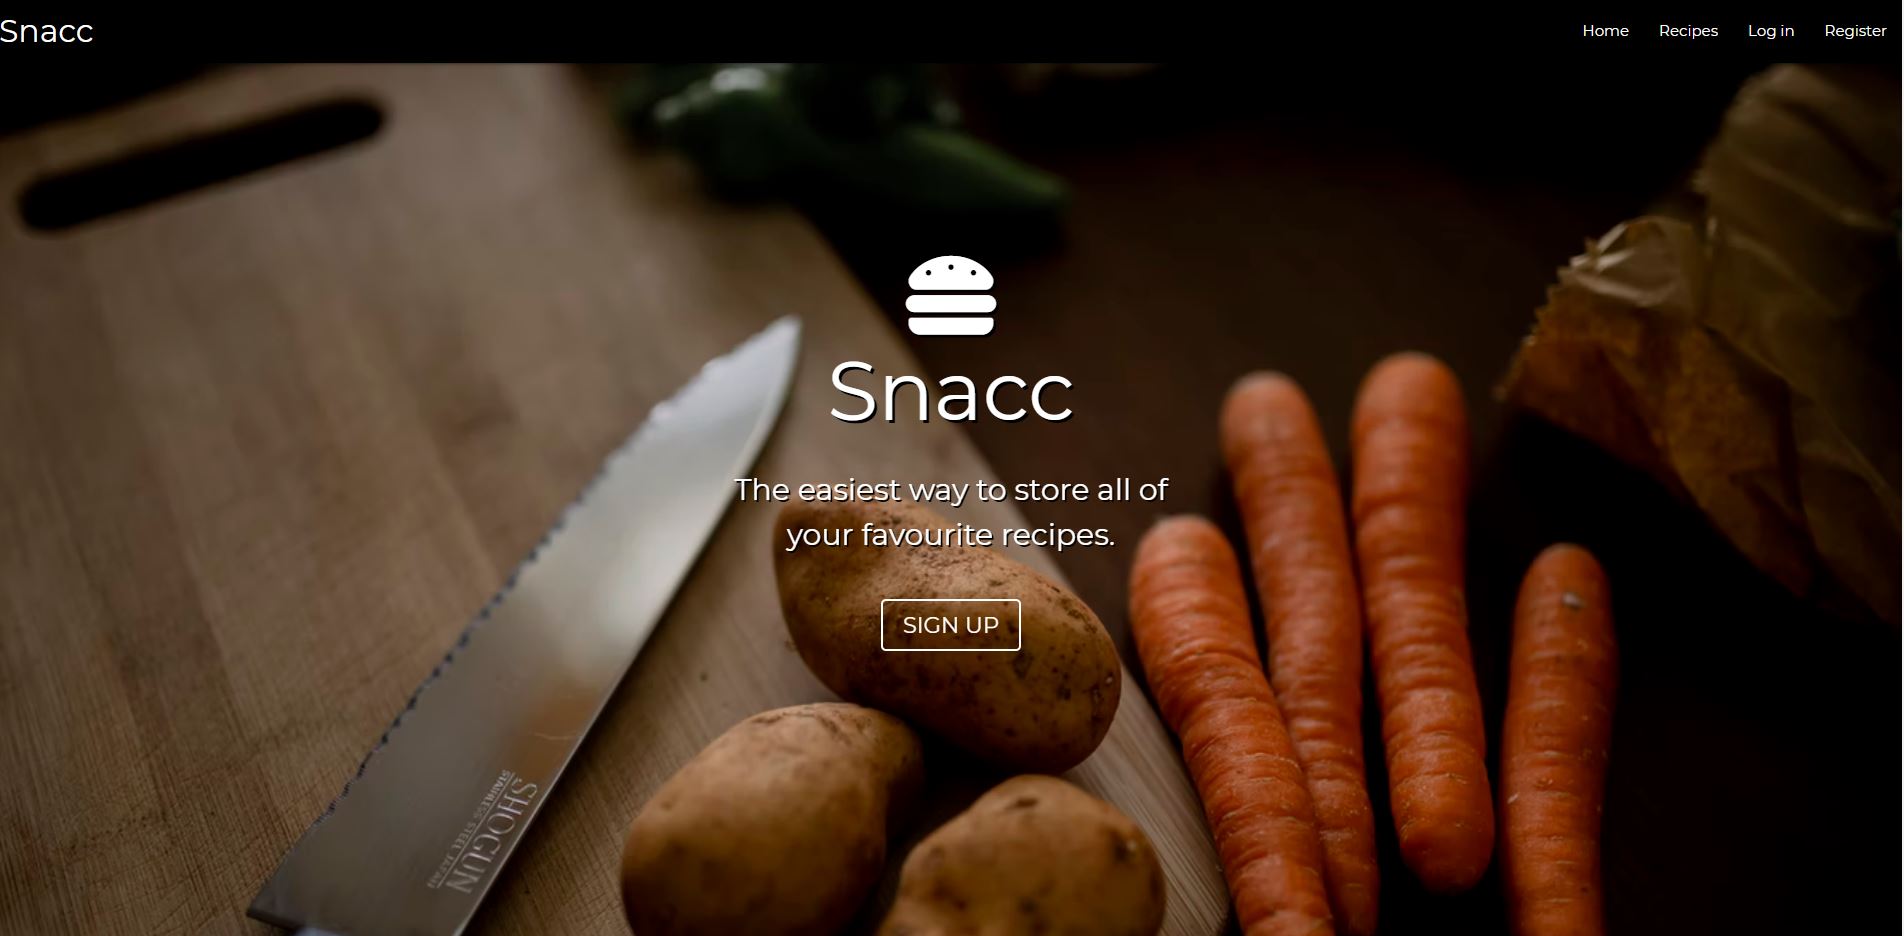 Snacc
Home Recipes Log in Register
Snacc
The easiest way to store all of
your favourite recipes.
SIGN UP
SHOGUN
STAINLESS STEEL JAPAN